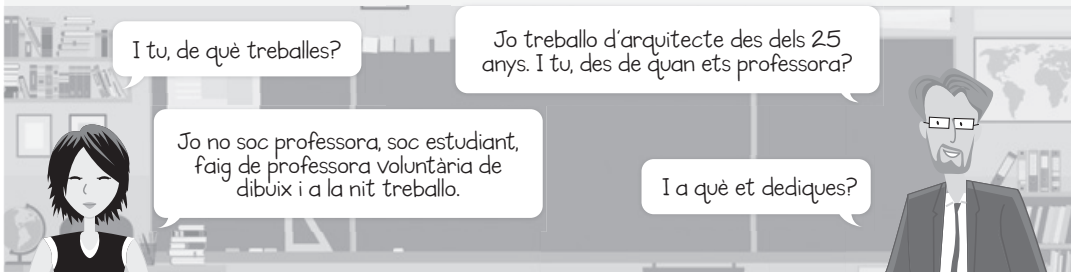 I tu, de què treballes?
Jo treballo d'arquitecte des dels 25
anys. I tu, des de quan ets professora?
Jo no soc professora, soc estudiant,
faig de professora voluntària de
dibuix i a la nit treballo.
I a què et dediques?